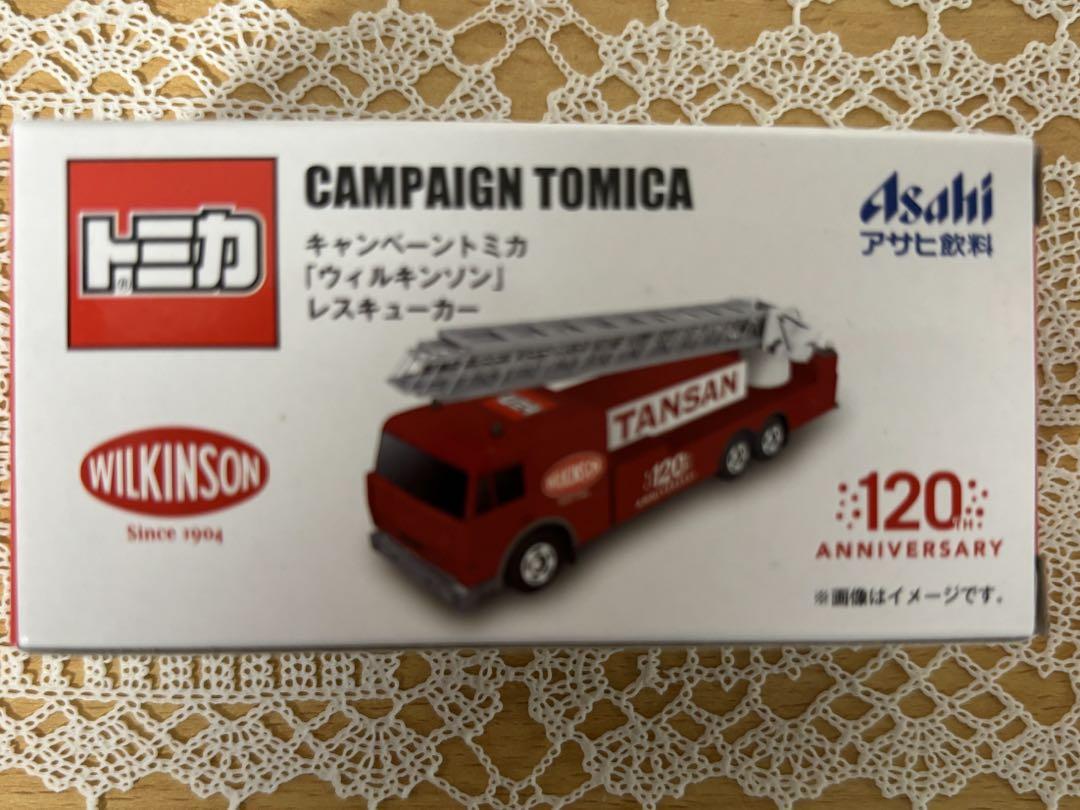 トミカ
®
CAMPAIGN TOMICA
キャンペーントミカ
「ウィルキンソン」
レスキューカー
Asahi
アサヒ飲料
TANSAN
WILKINSON
120
ANNIVERSARY
WILKINSON
Since 1904
120TH
ANNIVERSARY
※画像はイメージです。